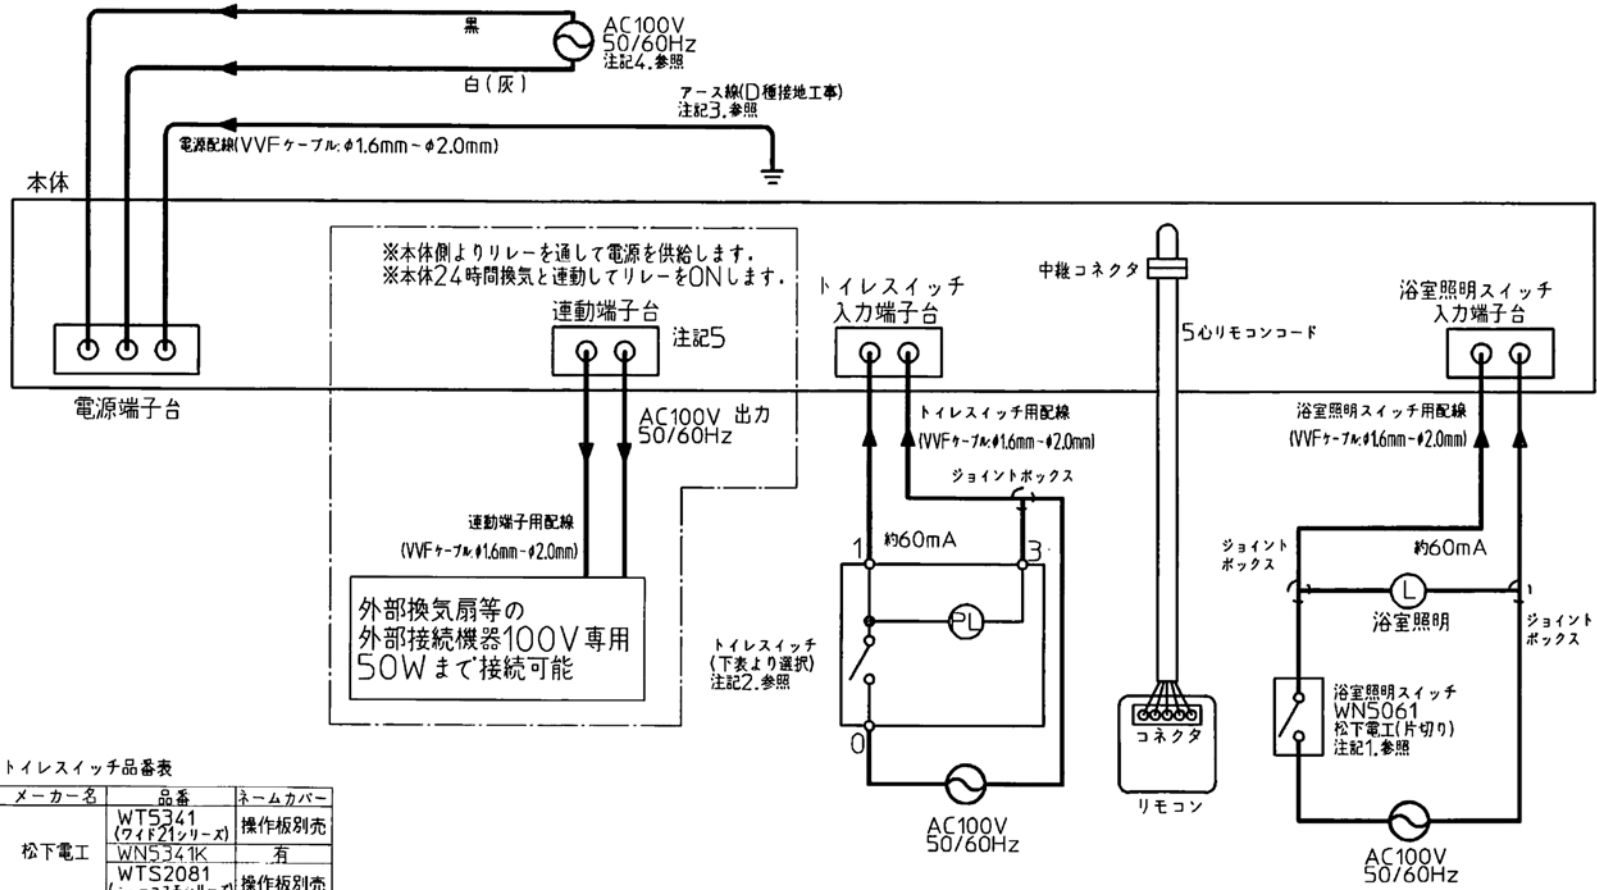 黒
AC100V
50/60Hz
注記4.参照
白(灰)
アース線(D種接地工事)
注記3.参照
電源配線(VVFケーブル:φ1.6mm~φ2.0mm)
本体
※本体側よりリレーを通して電源を供給します.
※本体24時間換気と連動してリレーをONします.
連動端子台
注記5
トイレスイッチ
入力端子台
中継コネクタ
5心リモコンコード
浴室照明スイッチ
入力端子台
電源端子台
AC100V 出力
50/60Hz
トイレスイッチ用配線
(VVFケーブル:φ1.6mm~φ2.0mm)
浴室照明スイッチ用配線
(VVFケーブル:φ1.6mm~φ2.0mm)
ジョイントボックス
連動端子用配線
(VVFケーブル:φ1.6mm~φ2.0mm)
1
約60mA
3
ジョイント
ボックス
約60mA
L
浴室照明
ジョイント
ボックス
外部換気扇等の
外部接続機器100V専用
50Wまで接続可能
PL
トイレスイッチ
(下表より選択)
注記2.参照
0
コネクタ
リモコン
浴室照明スイッチ
WN5061
松下電工(片切り)
注記1.参照
AC100V
50/60Hz
AC100V
50/60Hz
トイレスイッチ品番表
メーカー名 品番 ネームカバー
松下電工
WT5341
(ワイド21シリーズ)
操作板別売
WN5341K 有
WTS2081
操作板別売